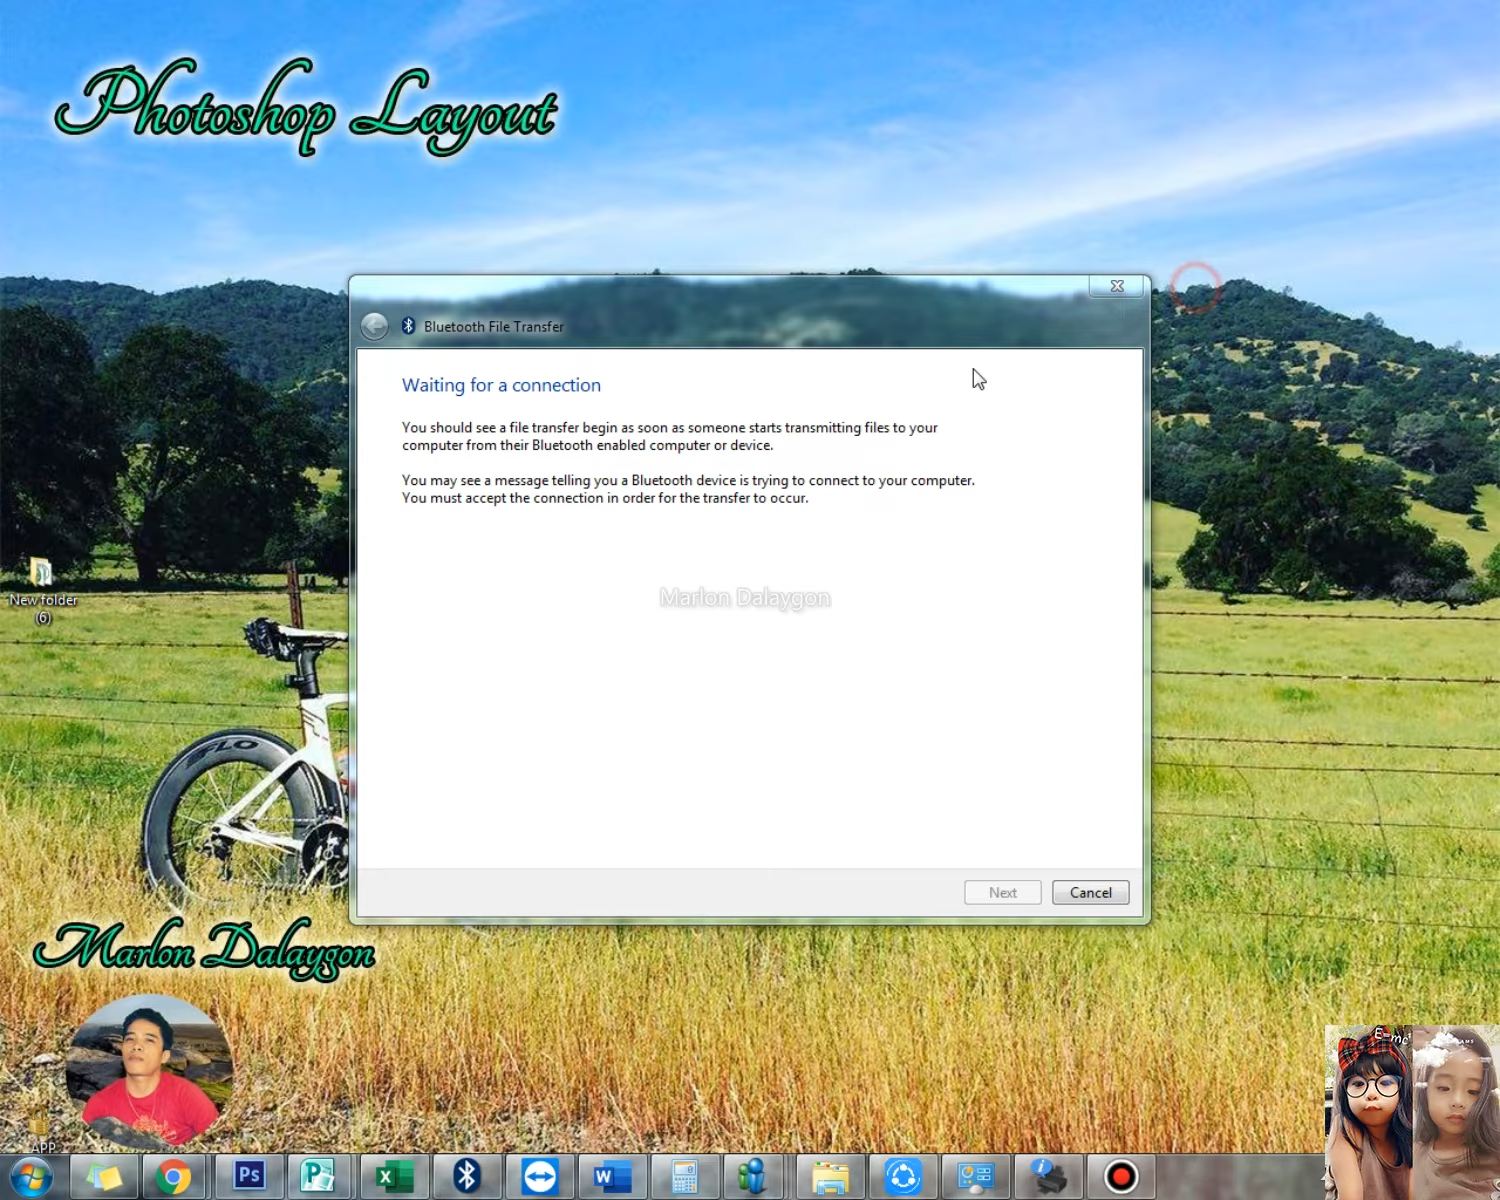 Photoshop Layout
Bluetooth File Transfer
Waiting for a connection
You should see a file transfer begin as soon as someone starts transmitting files to your
computer from their Bluetooth enabled computer or device.
You may see a message telling you a Bluetooth device is trying to connect to your computer.
You must accept the connection in order for the transfer to occur.
Marlon Dalaygon
New folder
(6)
FLO
Next
Cancel
Marlon Dalaygon
E=mc²
APP
Ps